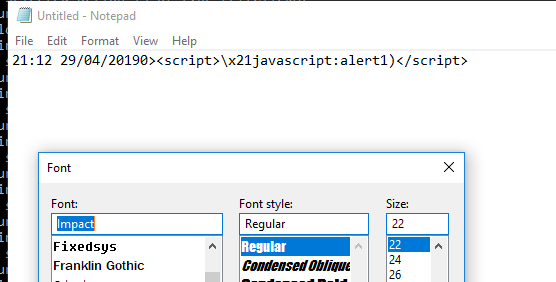 Untitled - Notepad
File Edit Format View Help
21:12 29/04/20190><script>\x21javascript:alert1)</script>
Font
Font: Font style: Size:
Impact Regular 22
Fixedsys Regular 22
Franklin Gothic Condensed Oblique 24
26